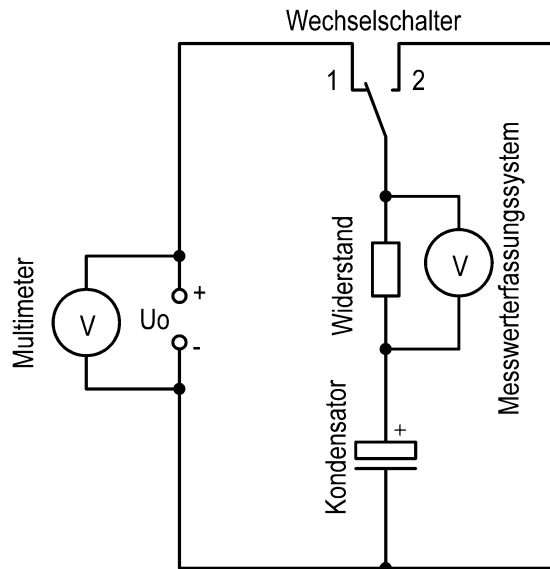 Wechselschalter
1
2
Messwerterfassungssystem
Widerstand
V
Multimeter
V
Uo
+
-
Kondensator
+